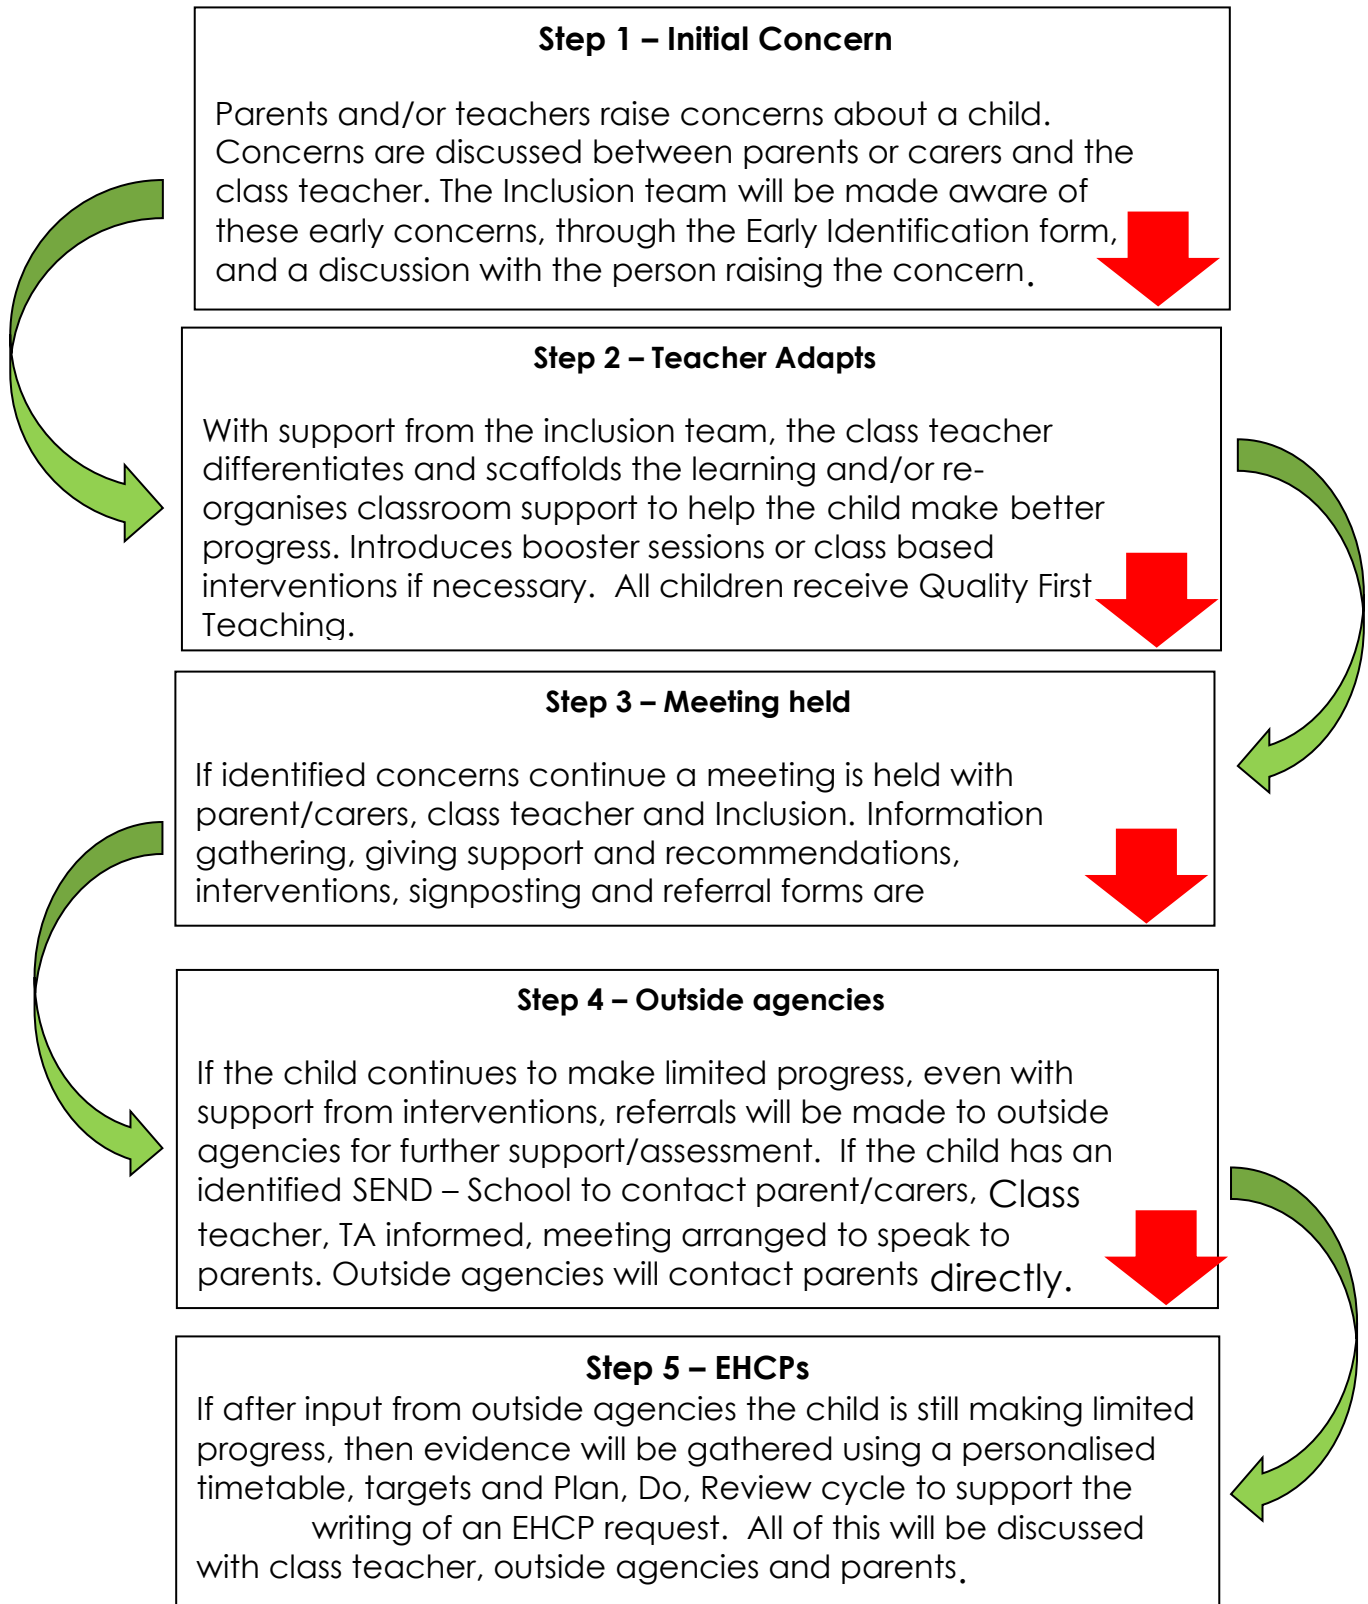 Step 1 – Initial Concern
Parents and/or teachers raise concerns about a child.
Concerns are discussed between parents or carers and the
class teacher. The Inclusion team will be made aware of
these early concerns, through the Early Identification form,
and a discussion with the person raising the concern.
Step 2 – Teacher Adapts
With support from the inclusion team, the class teacher
differentiates and scaffolds the learning and/or re-
organises classroom support to help the child make better
progress. Introduces booster sessions or class based
interventions if necessary.  All children receive Quality First
Teaching.
Step 3 – Meeting held
If identified concerns continue a meeting is held with
parent/carers, class teacher and Inclusion. Information
gathering, giving support and recommendations,
interventions, signposting and referral forms are
Step 4 – Outside agencies
If the child continues to make limited progress, even with
support from interventions, referrals will be made to outside
agencies for further support/assessment.  If the child has an
identified SEND – School to contact parent/carers, Class
teacher, TA informed, meeting arranged to speak to
parents. Outside agencies will contact parents directly.
Step 5 – EHCPs
If after input from outside agencies the child is still making limited
progress, then evidence will be gathered using a personalised
timetable, targets and Plan, Do, Review cycle to support the
writing of an EHCP request.  All of this will be discussed
with class teacher, outside agencies and parents.